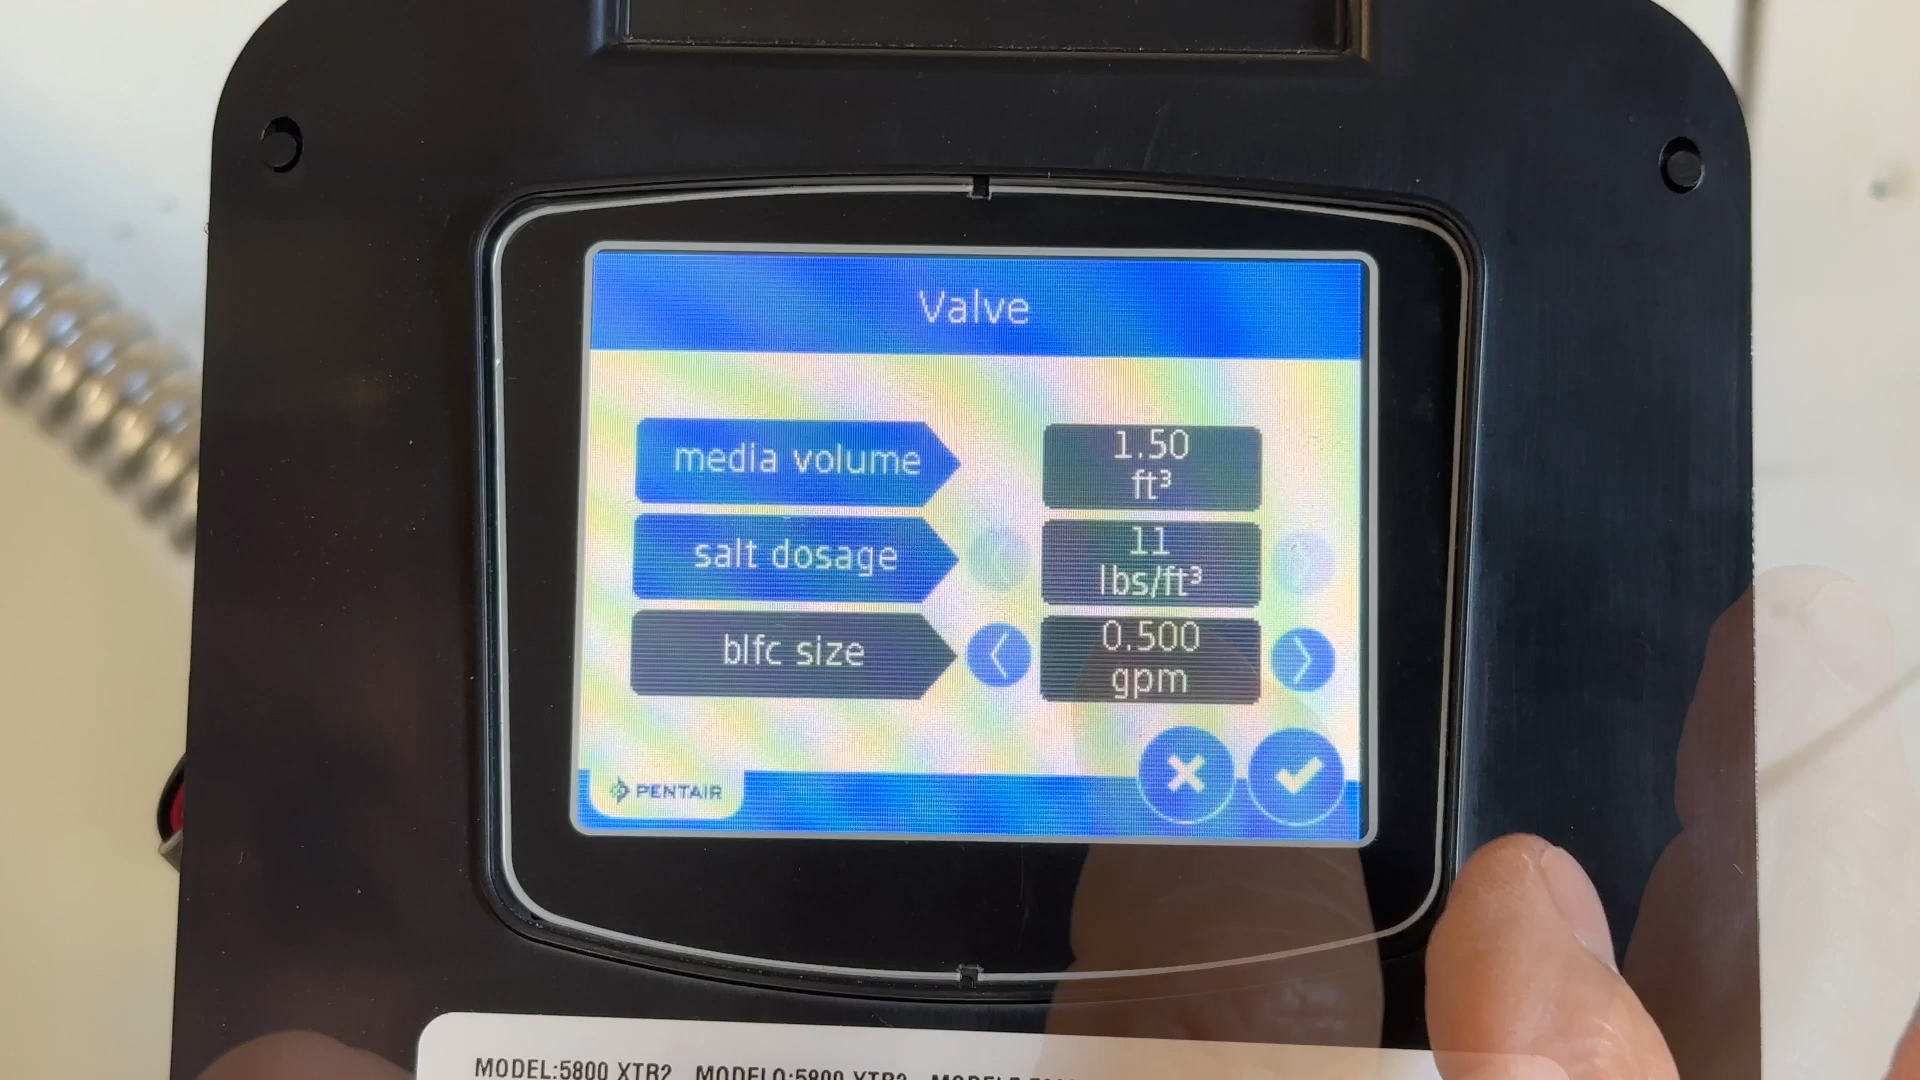 Valve
media volume
1.50
ft³
salt dosage
11
lbs/ft³
blfc size
0.500
gpm
PENTAIR
MODEL:5800 XTR2 MODELO:5800 XTR2